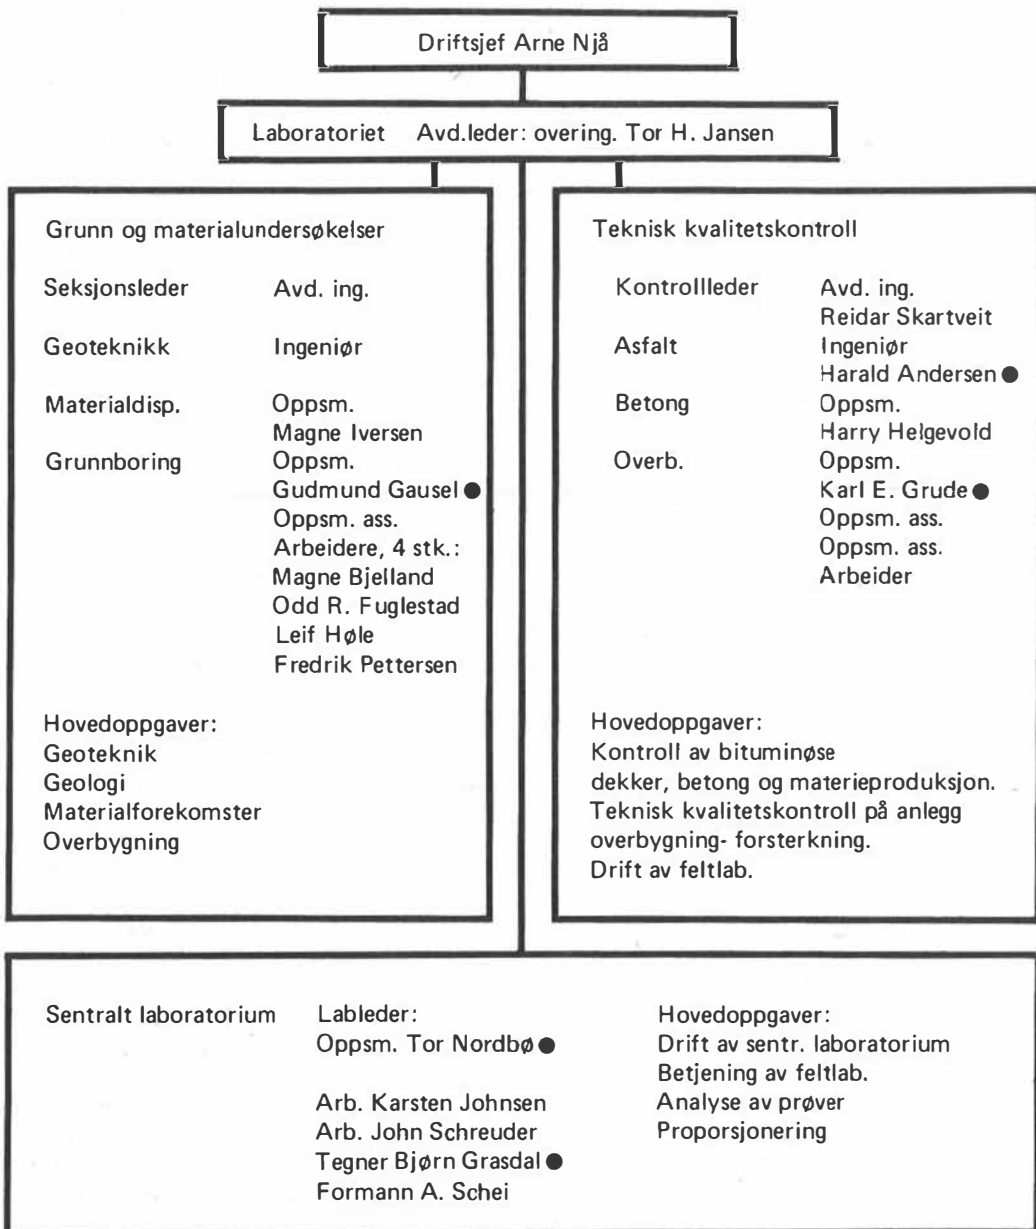 Driftsjef Arne Njå
Laboratoriet Avd.leder: overing. Tor H. Jansen
Grunn og materialundersøkelser
Seksjonsleder Avd. ing.
Geoteknikk Ingeniør
Materialdisp. Oppsm.
Magne Iversen
Grunnboring Oppsm.
Gudmund Gausel ●
Oppsm. ass.
Arbeidere, 4 stk.:
Magne Bjelland
Odd R. Fuglestad
Leif Høle
Fredrik Pettersen
Hovedoppgaver:
Geoteknik
Geologi
Materialforekomster
Overbygning
Teknisk kvalitetskontroll
Kontrollleder Avd. ing.
Reidar Skartveit
Asfalt Ingeniør
Harald Andersen ●
Betong Oppsm.
Harry Helgevold
Overb. Oppsm.
Karl E. Grude ●
Oppsm. ass.
Oppsm. ass.
Arbeider
Hovedoppgaver:
Kontroll av bituminøse
dekker, betong og materieproduksjon.
Teknisk kvalitetskontroll på anlegg
overbygning- forsterkning.
Drift av feltlab.
Sentralt laboratorium
Lableder:
Oppsm. Tor Nordbø ●
Arb. Karsten Johnsen
Arb. John Schreuder
Tegner Bjørn Grasdal ●
Formann A. Schei
Hovedoppgaver:
Drift av sentr. laboratorium
Betjening av feltlab.
Analyse av prøver
Proporsjonering